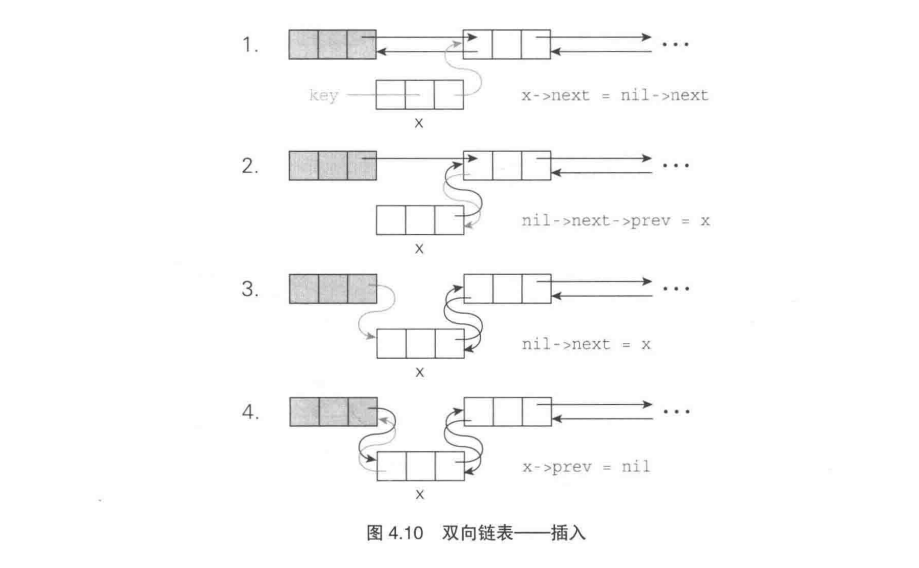 1.
key
x->next = nil->next
x
2.
nil->next->prev = x
x
3.
nil->next = x
x
4.
x->prev = nil
x
图 4.10 双向链表——插入